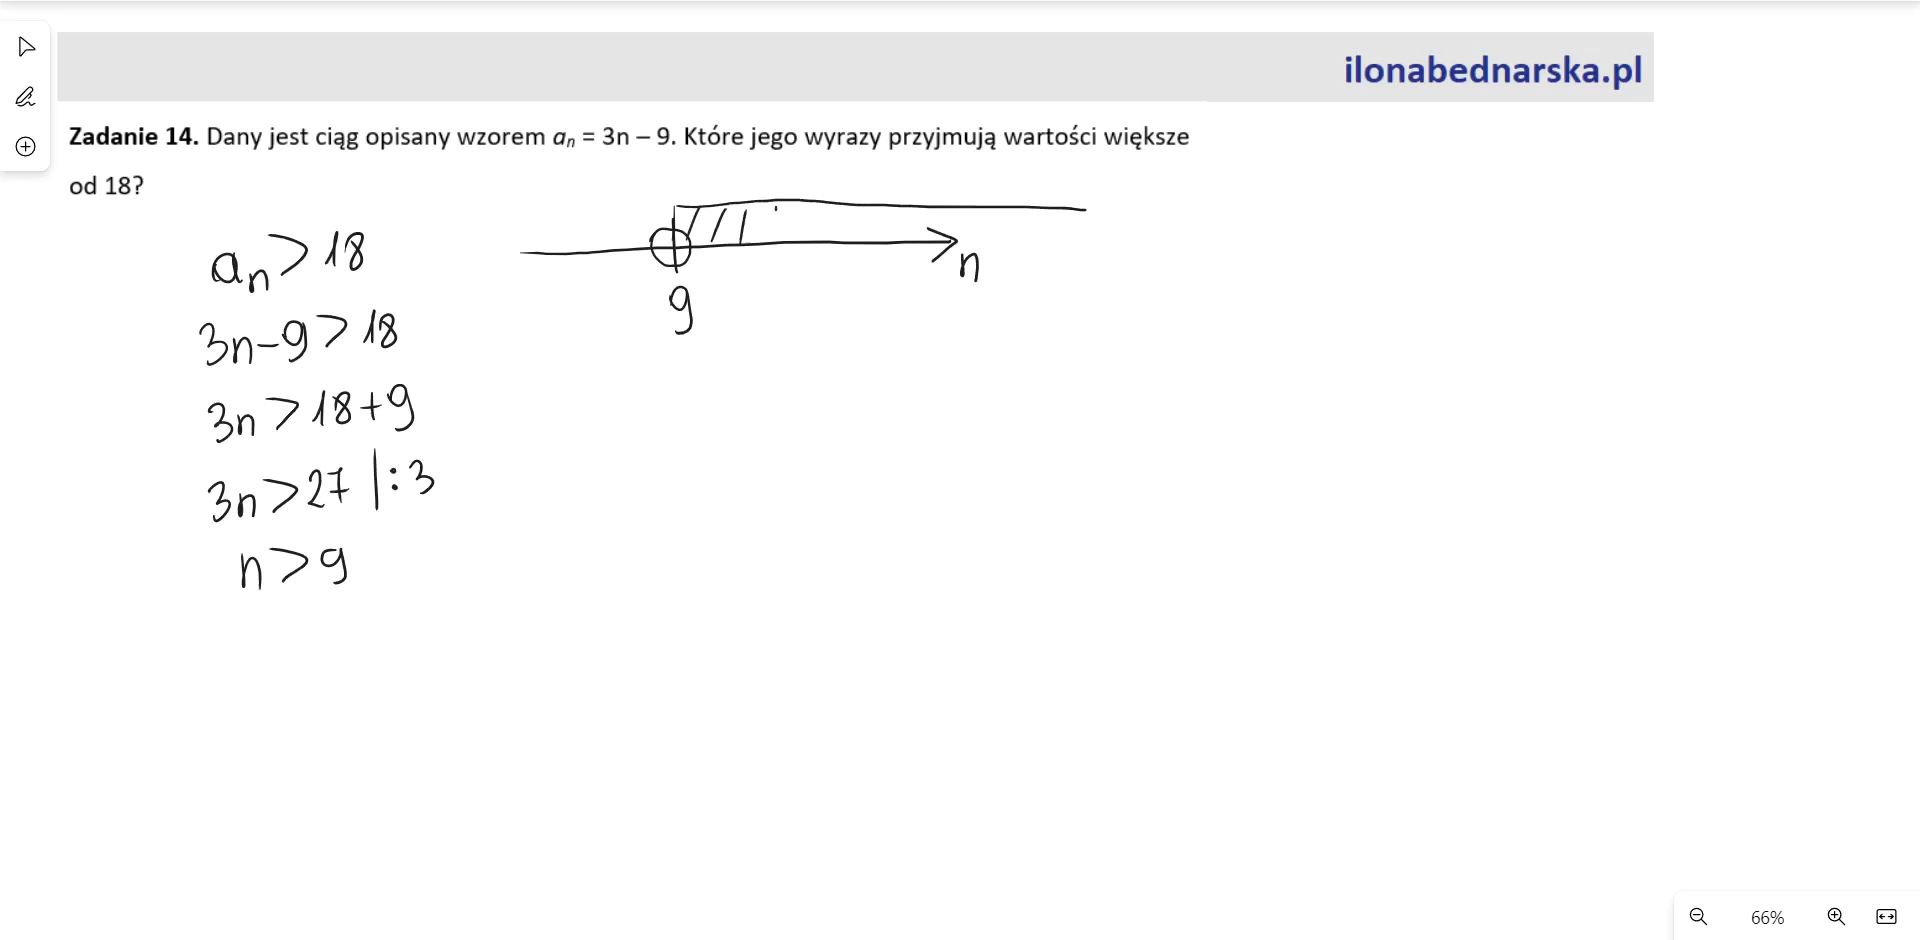 ilonabednarska.pl
Zadanie 14. Dany jest ciąg opisany wzorem aₙ = 3n – 9. Które jego wyrazy przyjmują wartości większe
od 18?
aₙ > 18
3n - 9 > 18
3n > 18 + 9
3n > 27 | : 3
n > 9
n
9
66%